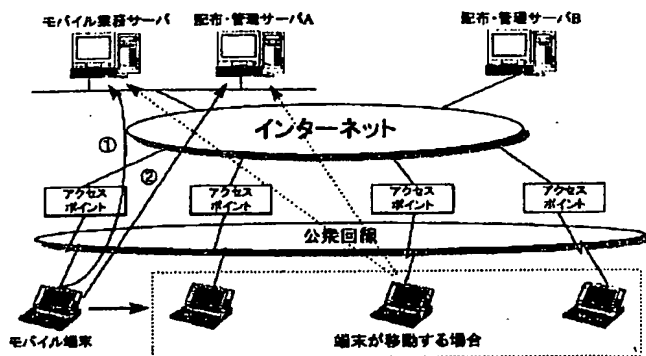 モバイル業務サーバ
配布・管理サーバA
配布・管理サーバB
インターネット
①
②
アクセス
ポイント
アクセス
ポイント
アクセス
ポイント
アクセス
ポイント
公衆回線
モバイル端末
端末が移動する場合